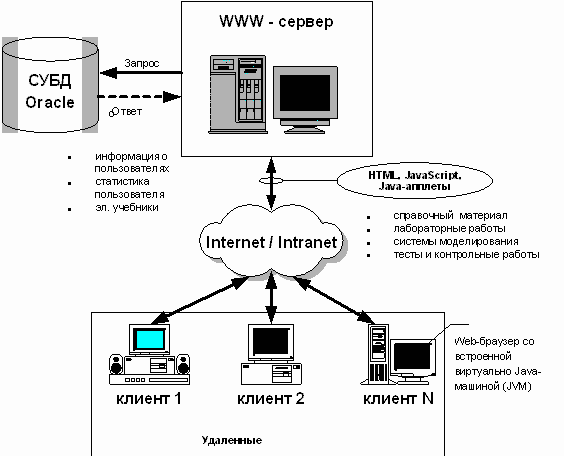 WWW - сервер
СУБД
Oracle
Запрос
Ответ
информация о
пользователях
статистика
пользователя
эл. учебники
HTML, JavaScript,
Java-апплеты
справочный материал
лабораторные работы
системы моделирования
тесты и контрольные работы
Internet / Intranet
Web-браузер со
встроенной
виртуально Java-
машиной (JVM)
клиент 1
клиент 2
клиент N
Удаленные